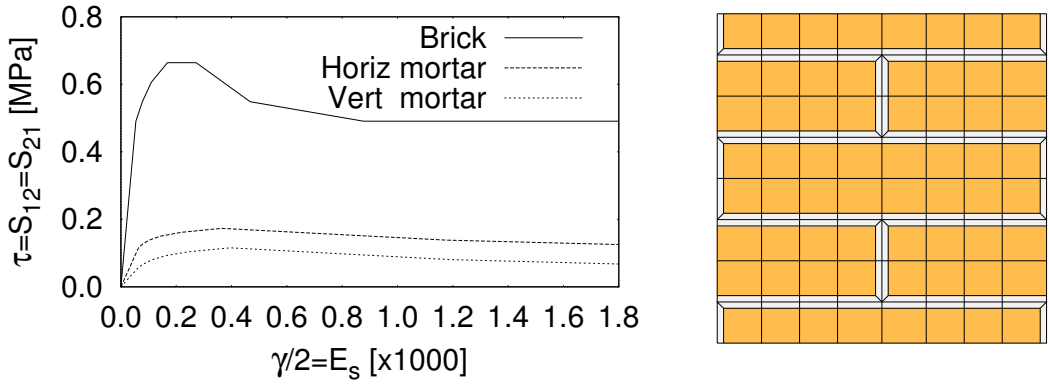 τ=S12=S21 [MPa]
0.8
0.6
0.4
0.2
0.0
Brick
Horiz mortar
Vert mortar
0.0 0.2 0.4 0.6 0.8 1.0 1.2 1.4 1.6 1.8
γ/2=Es [x1000]